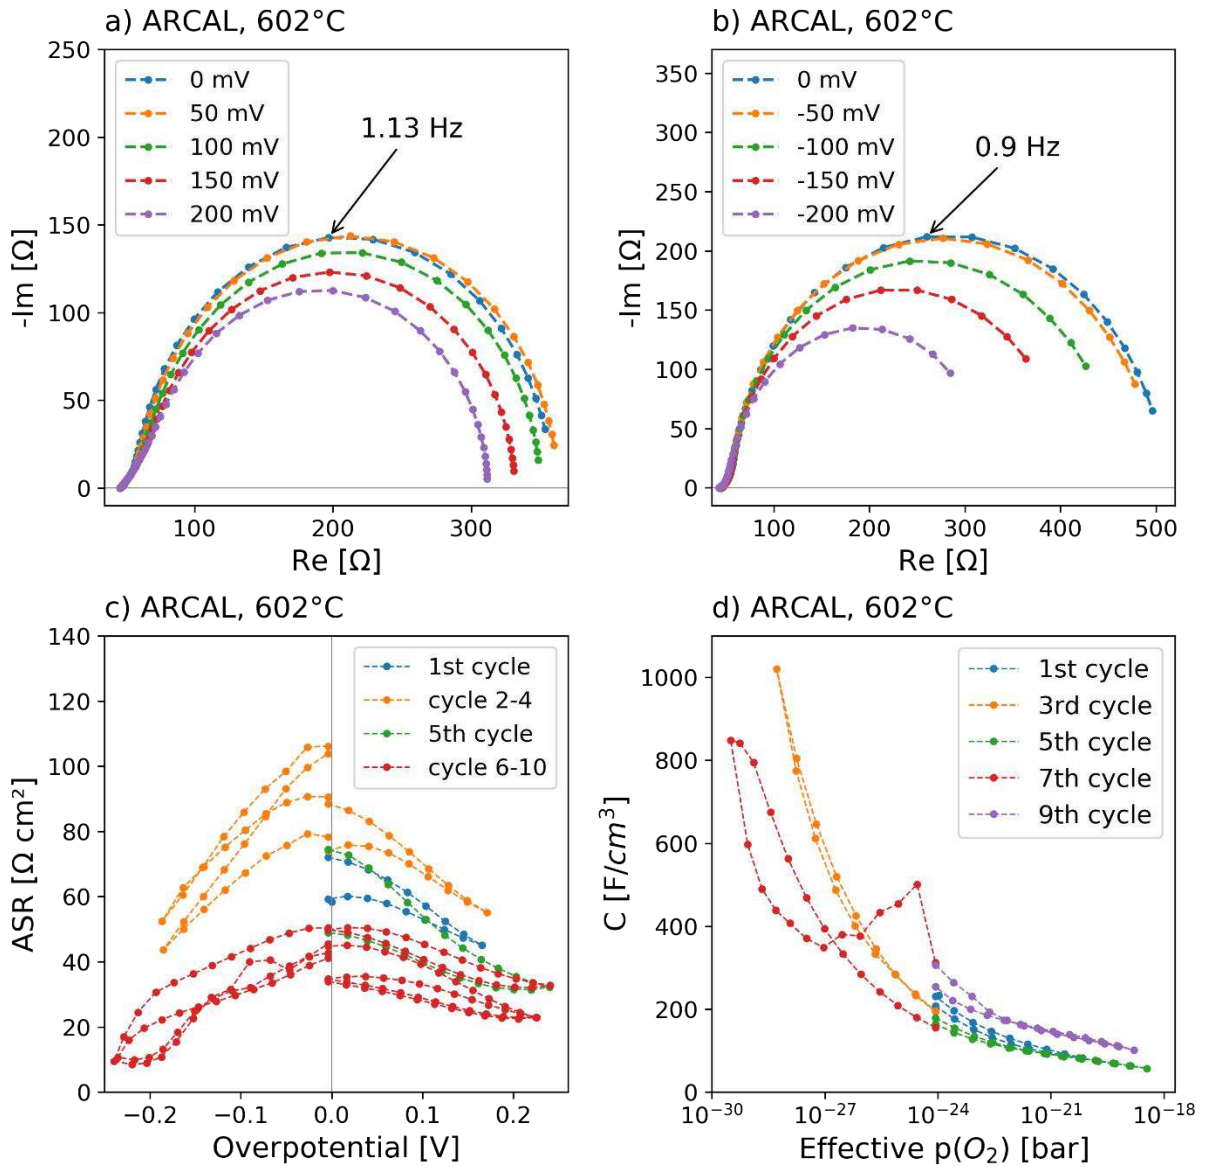 a) ARCAL, 602°C
250
200
150
100
50
0
-Im [Ω]
0 mV
50 mV
100 mV
150 mV
200 mV
1.13 Hz
100
200
300
Re [Ω]
b) ARCAL, 602°C
350
300
250
200
150
100
50
0
-Im [Ω]
0 mV
-50 mV
-100 mV
-150 mV
-200 mV
0.9 Hz
100
200
300
400
500
Re [Ω]
c) ARCAL, 602°C
140
120
100
80
60
40
20
0
ASR [Ω cm²]
1st cycle
cycle 2-4
5th cycle
cycle 6-10
−0.2
−0.1
0.0
0.1
0.2
Overpotential [V]
d) ARCAL, 602°C
1000
800
600
400
200
0
C [F/cm³]
1st cycle
3rd cycle
5th cycle
7th cycle
9th cycle
10⁻³⁰
10⁻²⁷
10⁻²⁴
10⁻²¹
10⁻¹⁸
Effective p(O₂) [bar]